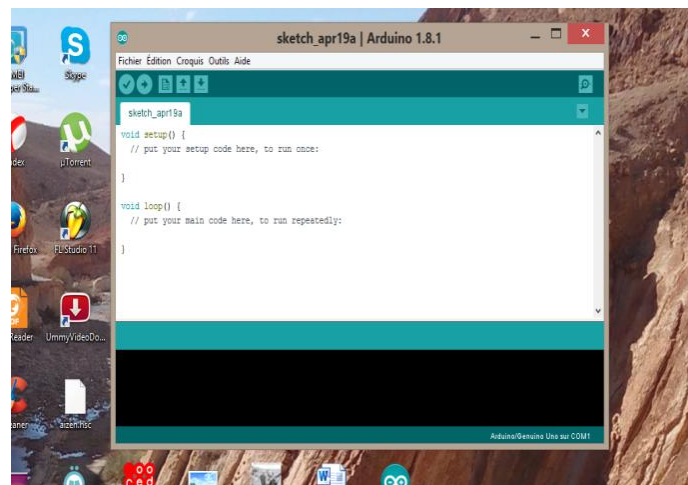 sketch_apr19a | Arduino 1.8.1
Fichier Édition Croquis Outils Aide
sketch_apr19a
void setup() {
// put your setup code here, to run once:
}
void loop() {
// put your main code here, to run repeatedly:
}
Arduino/Genuino Uno sur COM1
MEI
Skype
per Sta...
dex
µTorrent
Firefox
FL Studio 11
Reader
UmmyVideoDo...
aner
aizen.hsc